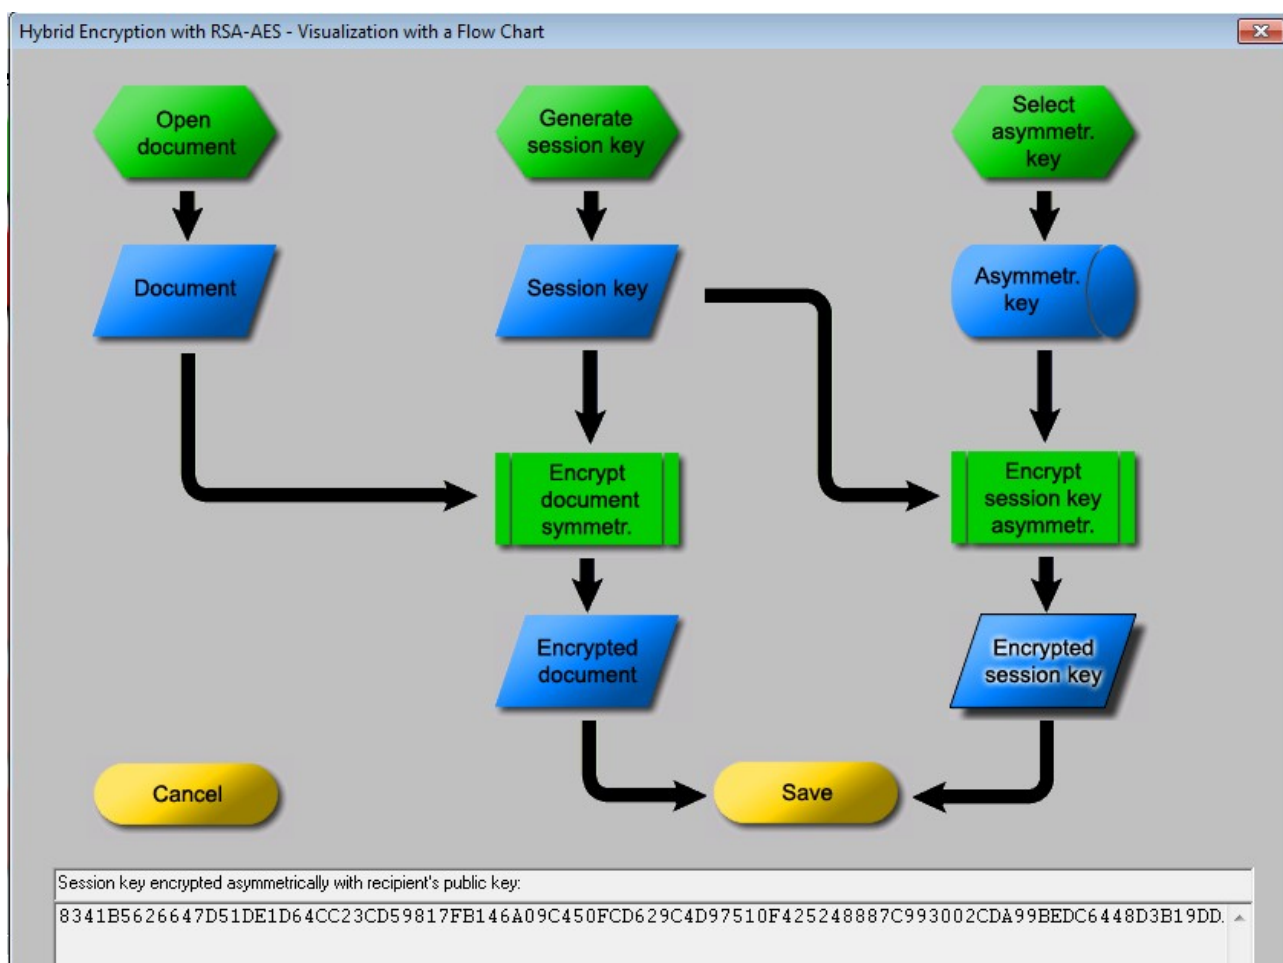 Hybrid Encryption with RSA-AES - Visualization with a Flow Chart
Open
document
Generate
session key
Select
asymmetr.
key
Document
Session key
Asymmetr.
key
Encrypt
document
symmetr.
Encrypt
session key
asymmetr.
Encrypted
document
Encrypted
session key
Cancel
Save
Session key encrypted asymmetrically with recipient's public key:
8341B5626647D51DE1D64CC23CD59817FB146A09C450FCD629C4D97510F425248887C993002CDA99BEDC6448D3B19DD.